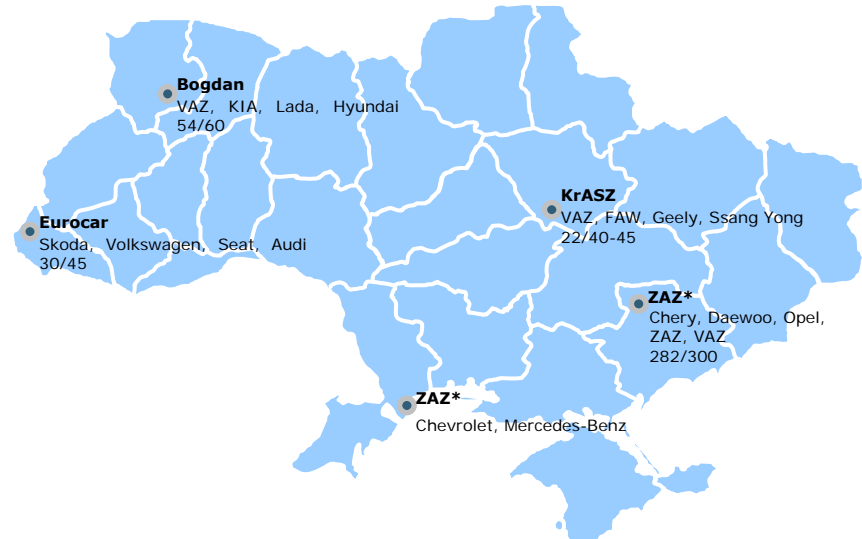 Bogdan
VAZ, KIA, Lada, Hyundai
54/60
KrASZ
VAZ, FAW, Geely, Ssang Yong
22/40-45
Eurocar
Skoda, Volkswagen, Seat, Audi
30/45
ZAZ*
Chery, Daewoo, Opel,
ZAZ, VAZ
282/300
ZAZ*
Chevrolet, Mercedes-Benz